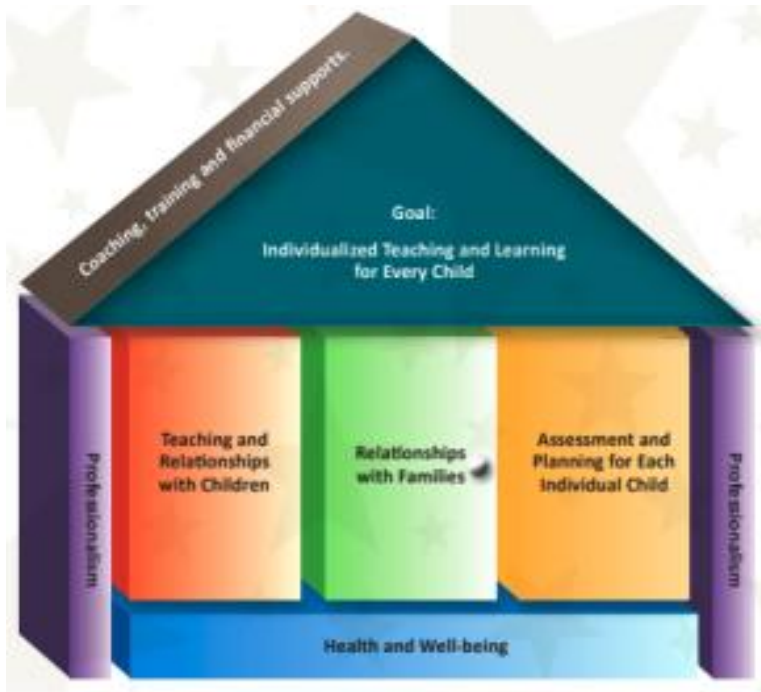 Coaching, training and financial supports.
Goal:
Individualized Teaching and Learning
for Every Child
Professionalism
Teaching and
Relationships
with Children
Relationships
with Families
Assessment and
Planning for Each
Individual Child
Professionalism
Health and Well-being